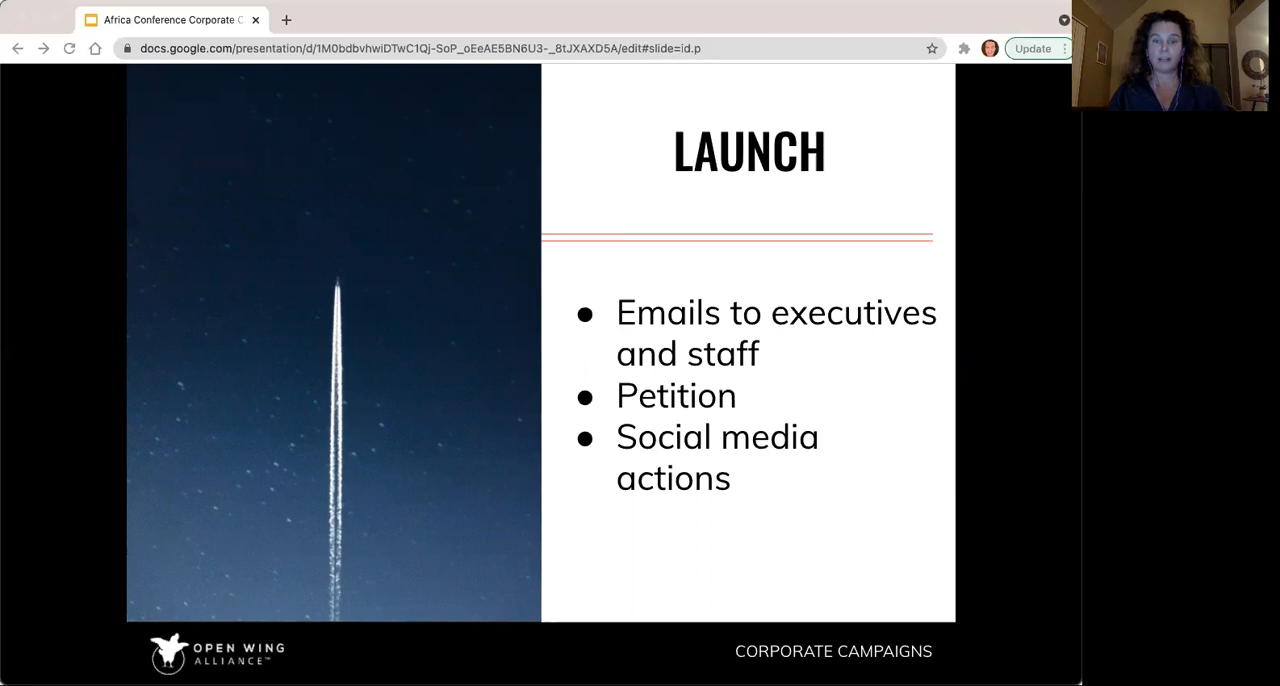 Africa Conference Corporate C
docs.google.com/presentation/d/1M0bdbvhwiDTwC1Qj-SoP_oEeAE5BN6U3-_8tJXAXD5A/edit#slide=id.p
Update
LAUNCH
● Emails to executives
and staff
● Petition
● Social media
actions
OPEN WING
ALLIANCE™
CORPORATE CAMPAIGNS